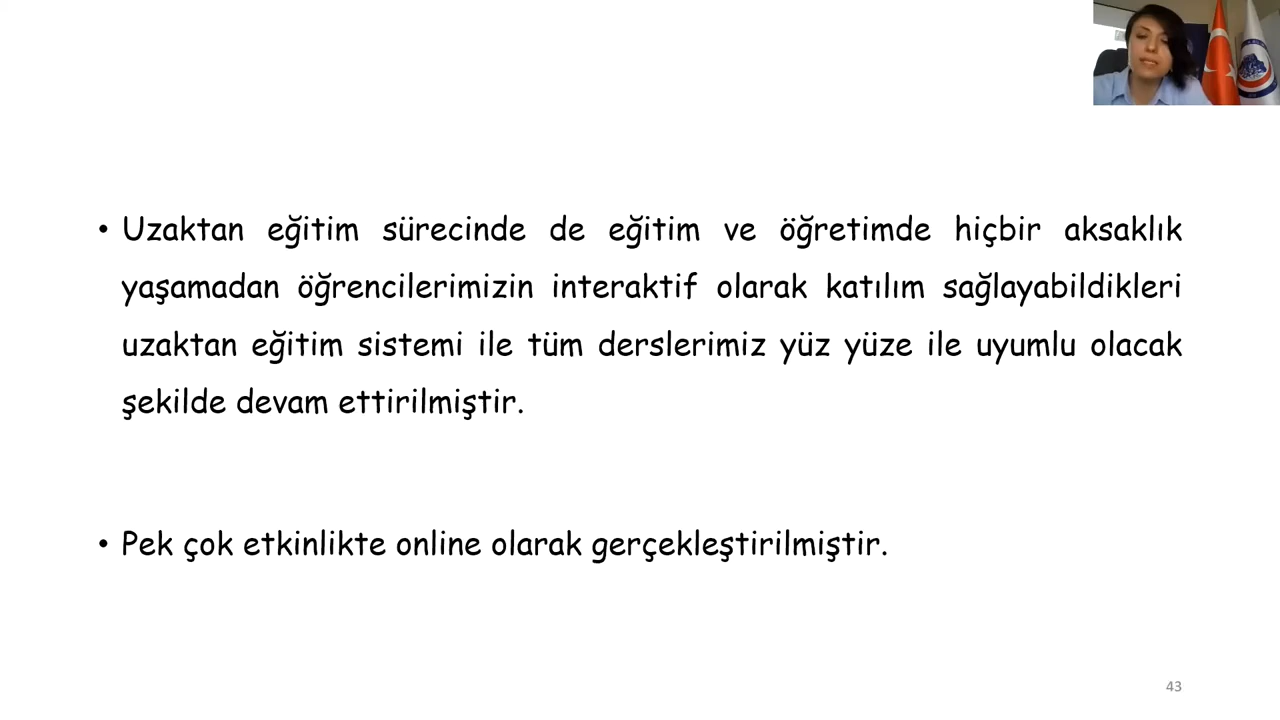 • Uzaktan eğitim sürecinde de eğitim ve öğretimde hiçbir aksaklık
yaşamadan öğrencilerimizin interaktif olarak katılım sağlayabildikleri
uzaktan eğitim sistemi ile tüm derslerimiz yüz yüze ile uyumlu olacak
şekilde devam ettirilmiştir.
• Pek çok etkinlikte online olarak gerçekleştirilmiştir.
43